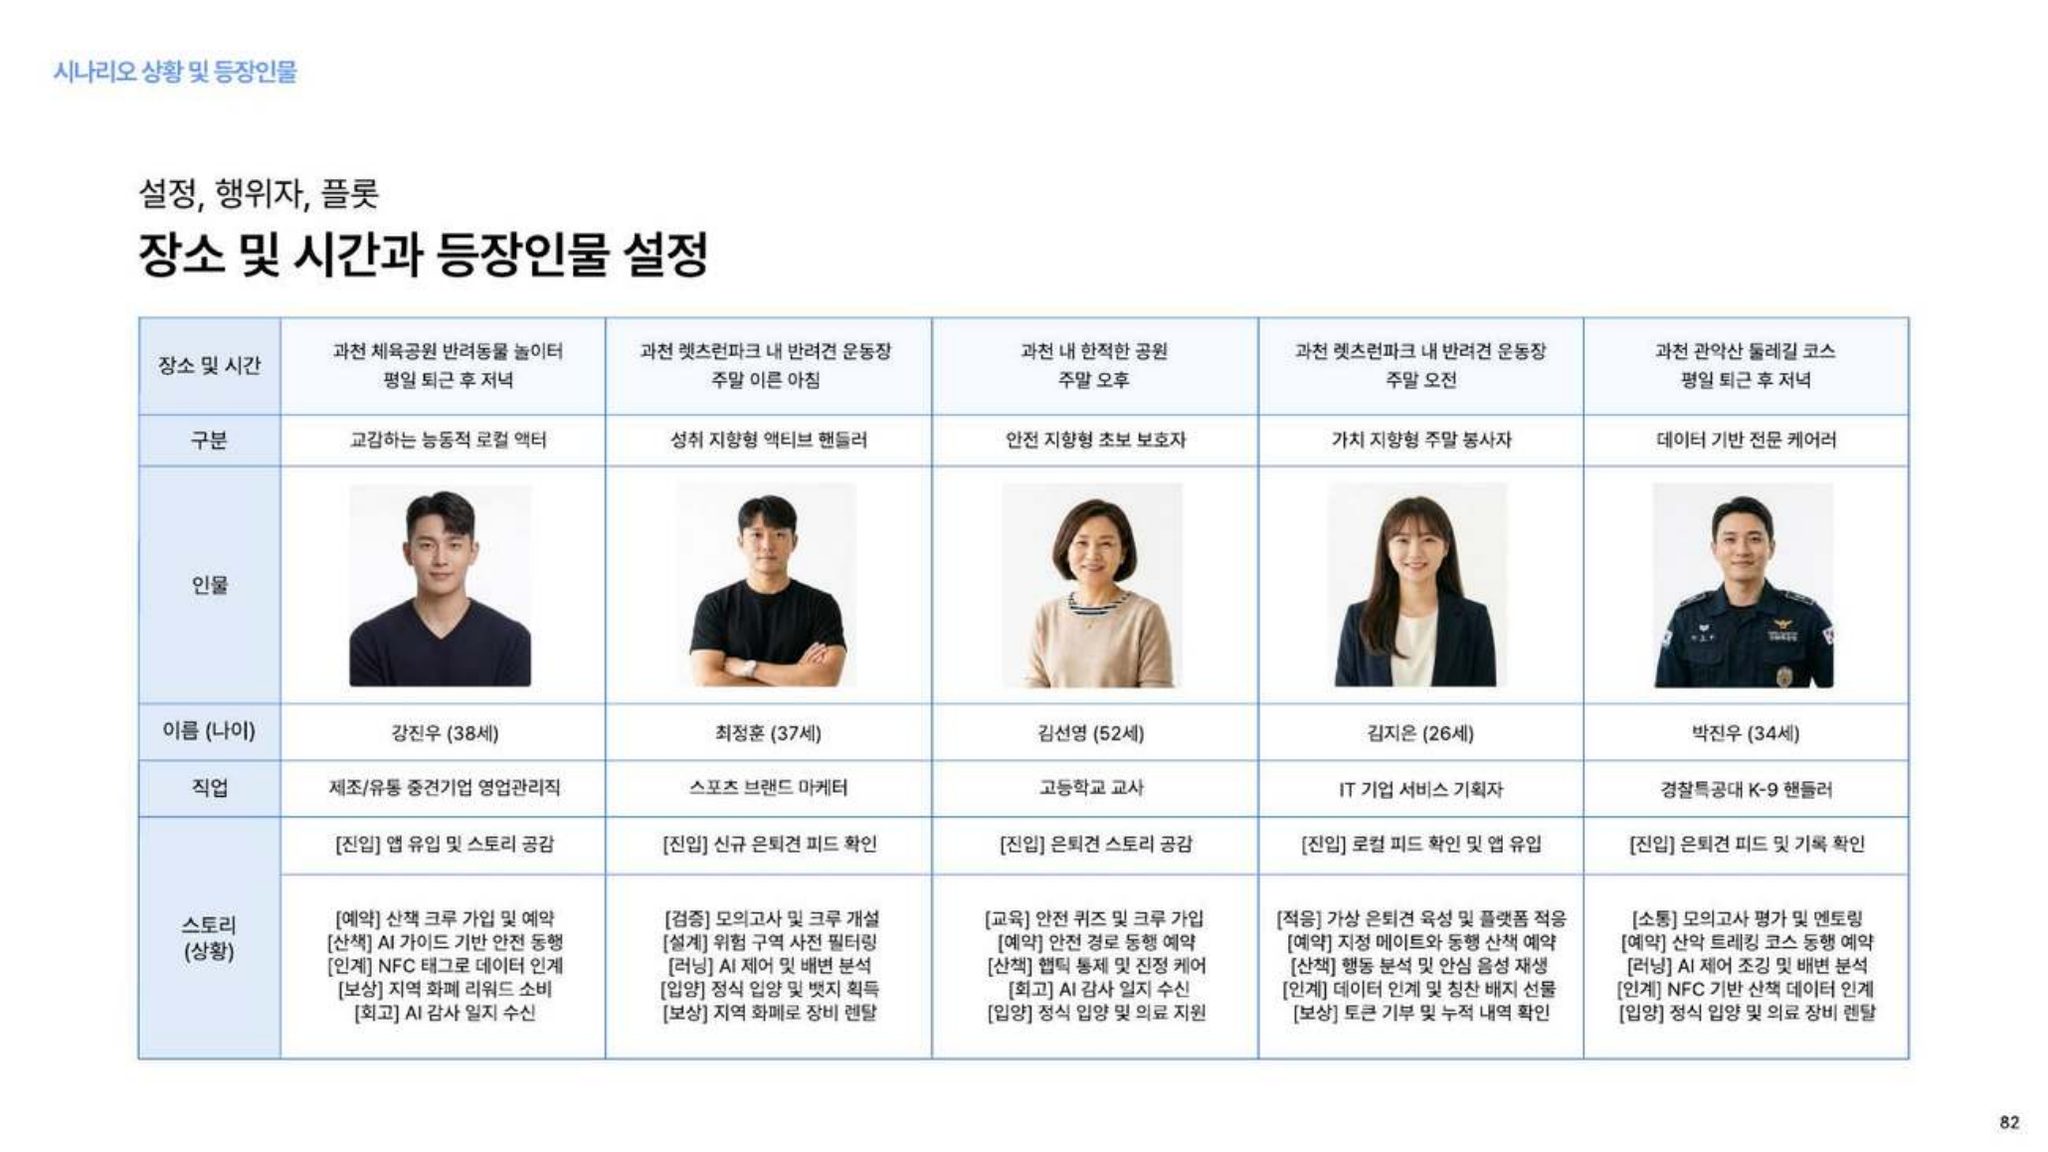 시나리오 상황 및 등장인물
설정, 행위자, 플롯
장소 및 시간과 등장인물 설정
장소 및 시간
과천 체육공원 반려동물 놀이터
평일 퇴근 후 저녁
과천 렛츠런파크 내 반려견 운동장
주말 이른 아침
과천 내 한적한 공원
주말 오후
과천 렛츠런파크 내 반려견 운동장
주말 오전
과천 관악산 둘레길 코스
평일 퇴근 후 저녁
구분
교감하는 능동적 로컬 액터
성취 지향형 액티브 핸들러
안전 지향형 초보 보호자
가치 지향형 주말 봉사자
데이터 기반 전문 케어러
인물
이름 (나이)
강진우 (38세)
최정훈 (37세)
김선영 (52세)
김지은 (26세)
박진우 (34세)
직업
제조/유통 중견기업 영업관리직
스포츠 브랜드 마케터
고등학교 교사
IT 기업 서비스 기획자
경찰특공대 K-9 핸들러
스토리
(상황)
[진입] 앱 유입 및 스토리 공감
[진입] 신규 은퇴견 피드 확인
[진입] 은퇴견 스토리 공감
[진입] 로컬 피드 확인 및 앱 유입
[진입] 은퇴견 피드 및 기록 확인
[예약] 산책 크루 가입 및 예약
[산책] AI 가이드 기반 안전 동행
[인계] NFC 태그로 데이터 인계
[보상] 지역 화폐 리워드 소비
[회고] AI 감사 일지 수신
[검증] 모의고사 및 크루 개설
[설계] 위험 구역 사전 필터링
[러닝] AI 제어 및 배변 분석
[입양] 정식 입양 및 뱃지 획득
[보상] 지역 화폐로 장비 렌탈
[교육] 안전 퀴즈 및 크루 가입
[예약] 안전 경로 동행 예약
[산책] 햅틱 통제 및 진정 케어
[회고] AI 감사 일지 수신
[입양] 정식 입양 및 의료 지원
[적응] 가상 은퇴견 육성 및 플랫폼 적응
[예약] 지정 메이트와 동행 산책 예약
[산책] 행동 분석 및 안심 음성 재생
[인계] 데이터 인계 및 칭찬 배지 선물
[보상] 토큰 기부 및 누적 내역 확인
[소통] 모의고사 평가 및 멘토링
[예약] 산악 트레킹 코스 동행 예약
[러닝] AI 제어 조깅 및 배변 분석
[인계] NFC 기반 산책 데이터 인계
[입양] 정식 입양 및 의료 장비 렌탈
82